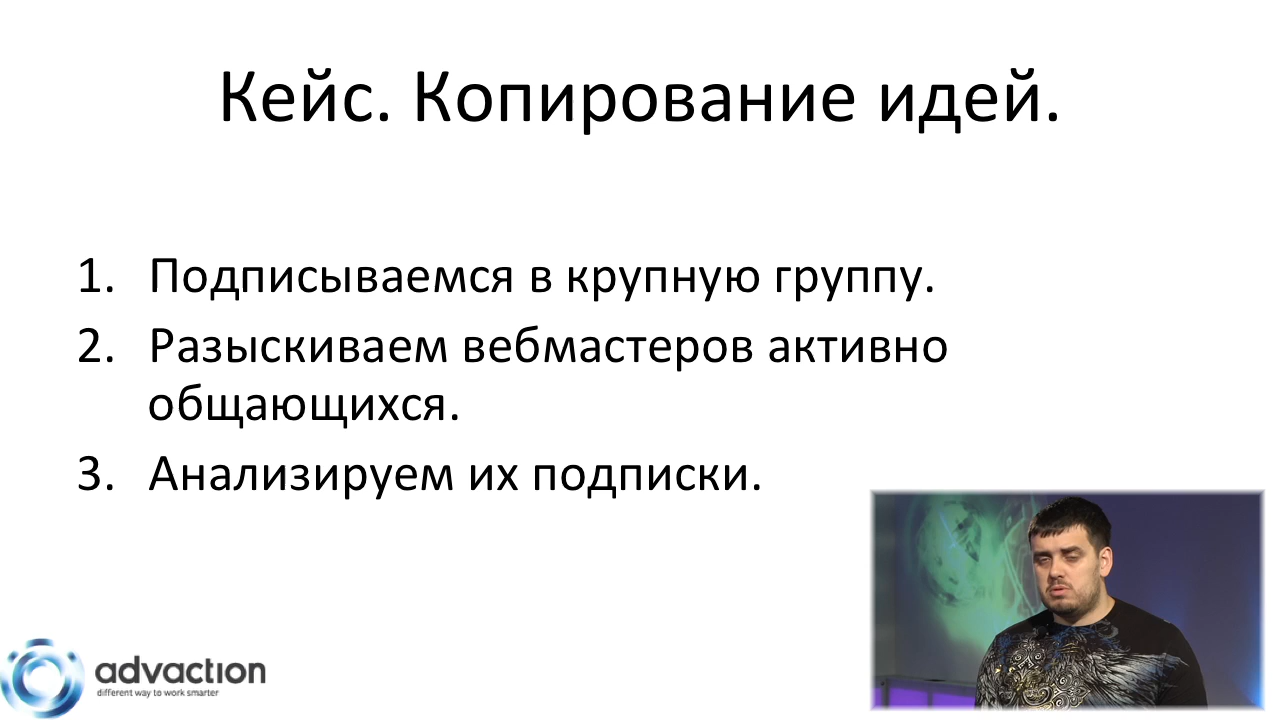 Кейс. Копирование идей.
1. Подписываемся в крупную группу.
2. Разыскиваем вебмастеров активно
общающихся.
3. Анализируем их подписки.
advaction
different way to work smarter